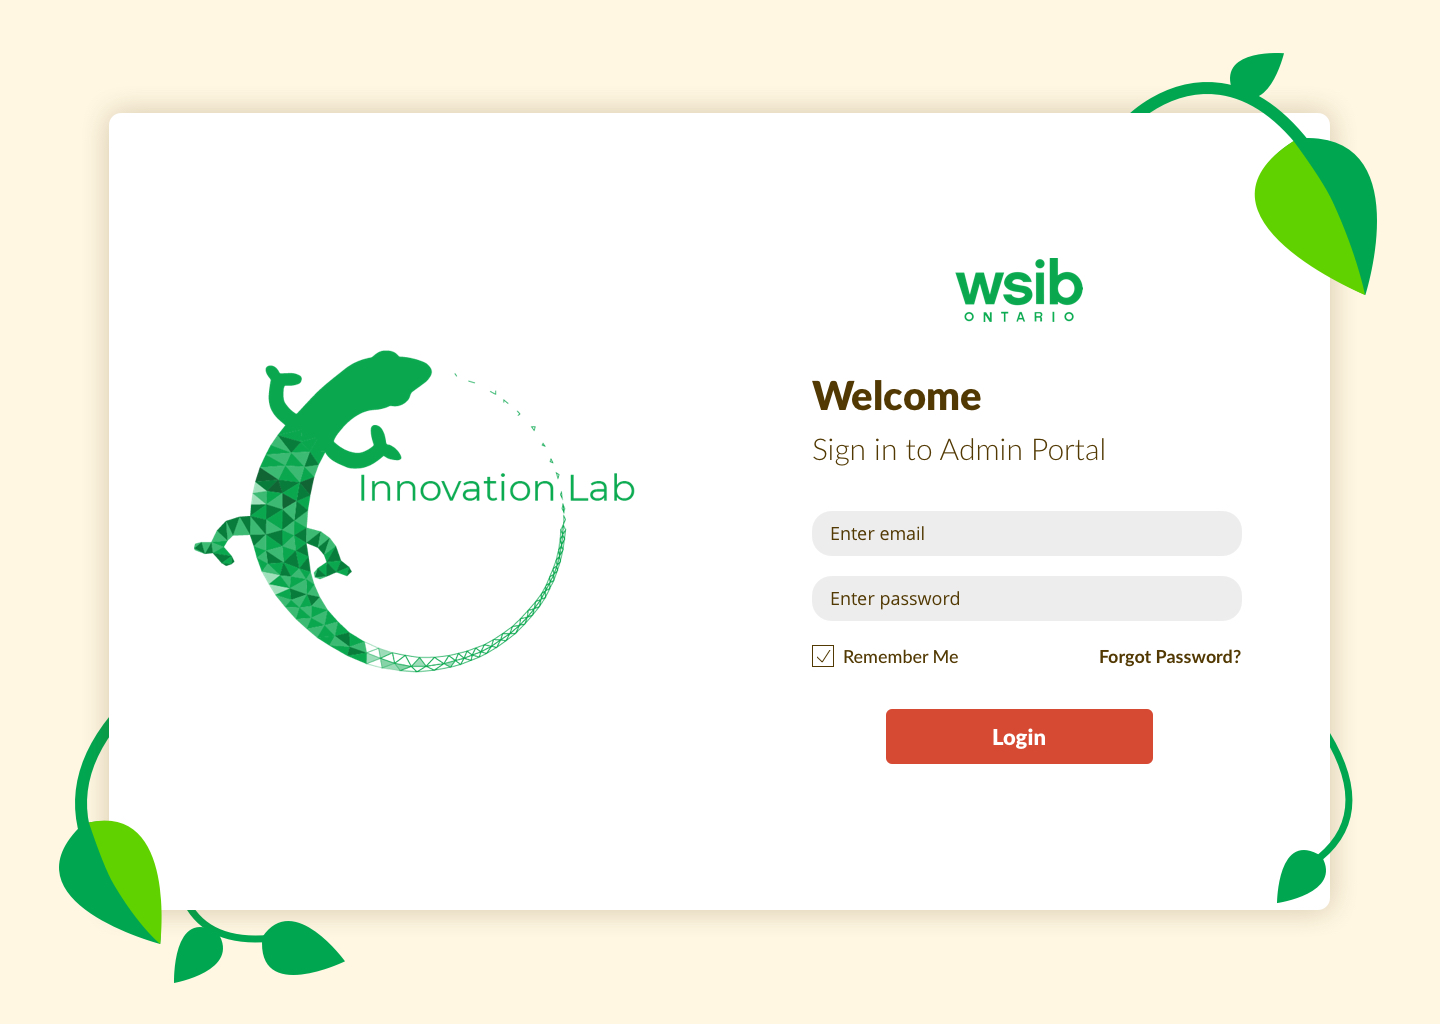 Innovation Lab
wsib
ONTARIO
Welcome
Sign in to Admin Portal
Enter email
Enter password
Remember Me
Forgot Password?
Login